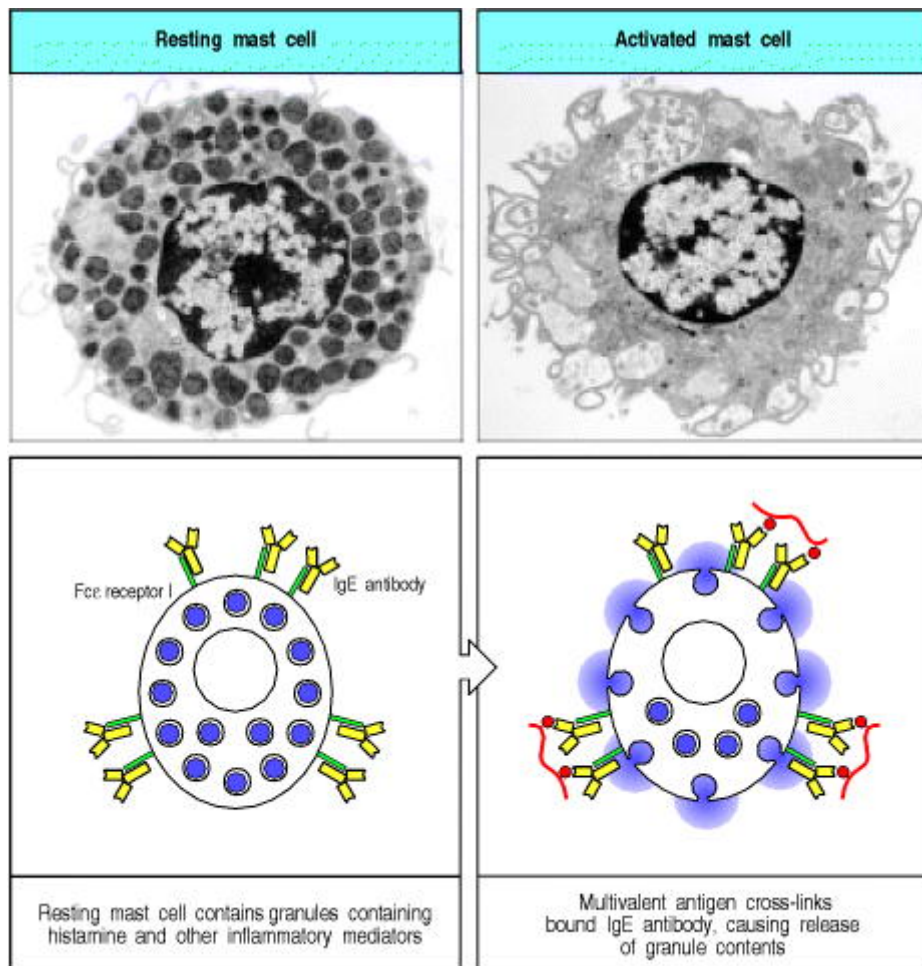 Resting mast cell
Activated mast cell
Fcε receptor I
IgE antibody
Resting mast cell contains granules containing
histamine and other inflammatory mediators
Multivalent antigen cross-links
bound IgE antibody, causing release
of granule contents